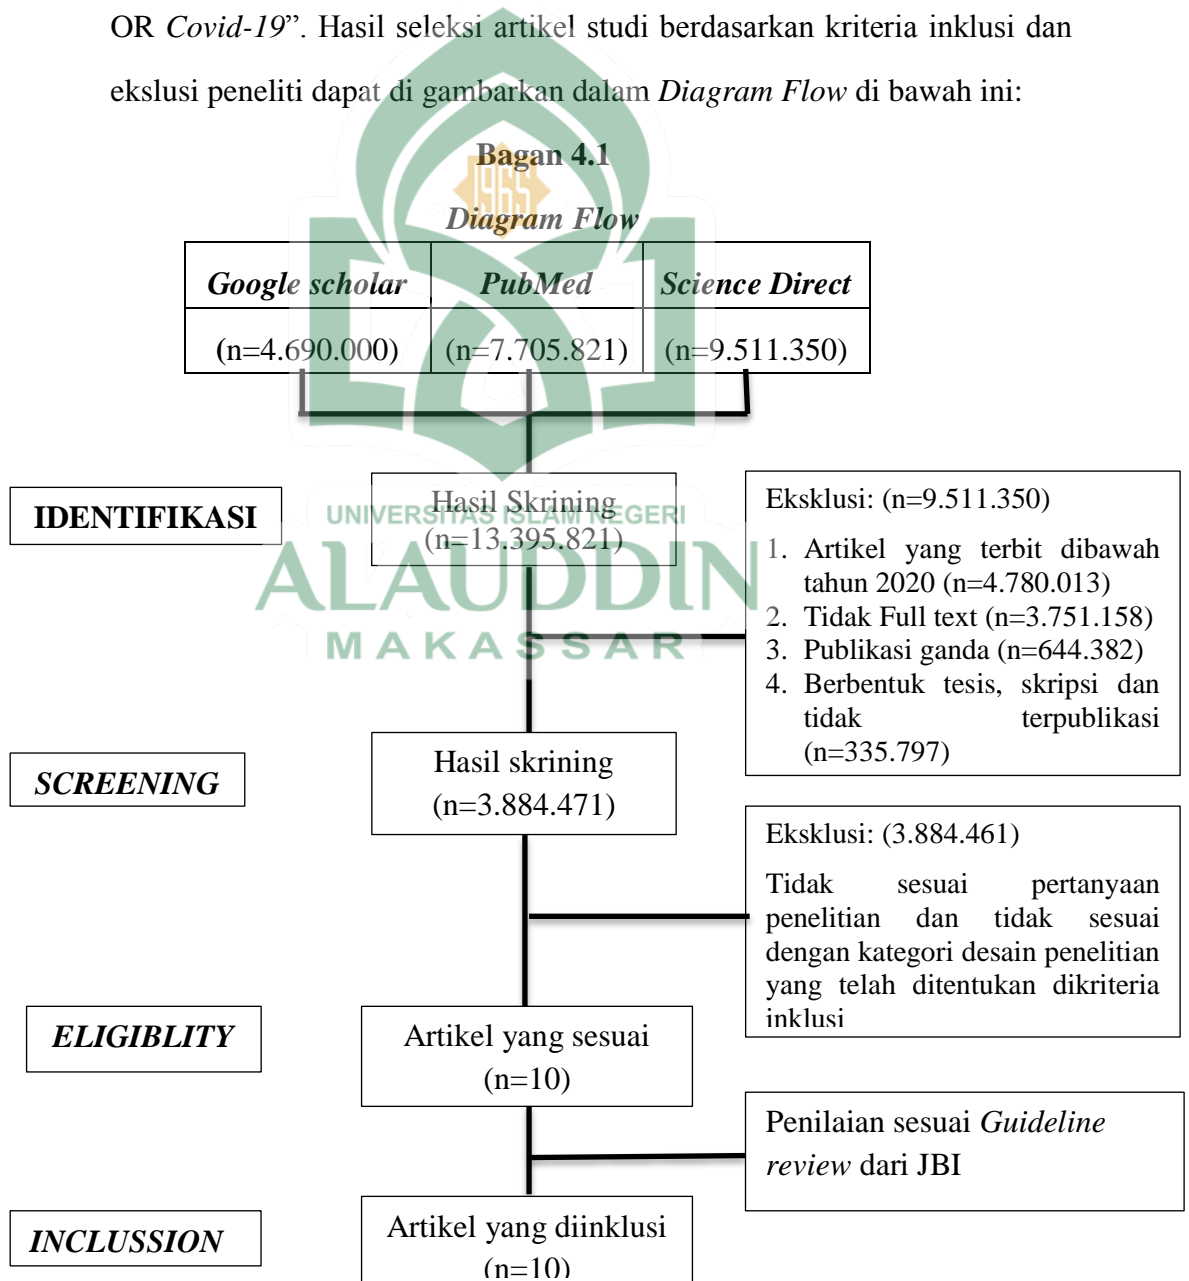 OR Covid-19”. Hasil seleksi artikel studi berdasarkan kriteria inklusi dan
ekslusi peneliti dapat di gambarkan dalam Diagram Flow di bawah ini:
Bagan 4.1
1965
Diagram Flow
Google scholar PubMed Science Direct
(n=4.690.000) (n=7.705.821) (n=9.511.350)
IDENTIFIKASI
Hasil Skrining
(n=13.395.821)
UNIVERSITAS ISLAM NEGERI
ALAUDDIN
MAKASSAR
Eksklusi: (n=9.511.350)
1. Artikel yang terbit dibawah
tahun 2020 (n=4.780.013)
2. Tidak Full text (n=3.751.158)
3. Publikasi ganda (n=644.382)
4. Berbentuk tesis, skripsi dan
tidak terpublikasi
(n=335.797)
SCREENING
Hasil skrining
(n=3.884.471)
Eksklusi: (3.884.461)
Tidak sesuai pertanyaan
penelitian dan tidak sesuai
dengan kategori desain penelitian
yang telah ditentukan dikriteria
inklusi
ELIGIBLITY
Artikel yang sesuai
(n=10)
Penilaian sesuai Guideline
review dari JBI
INCLUSSION
Artikel yang diinklusi
(n=10)